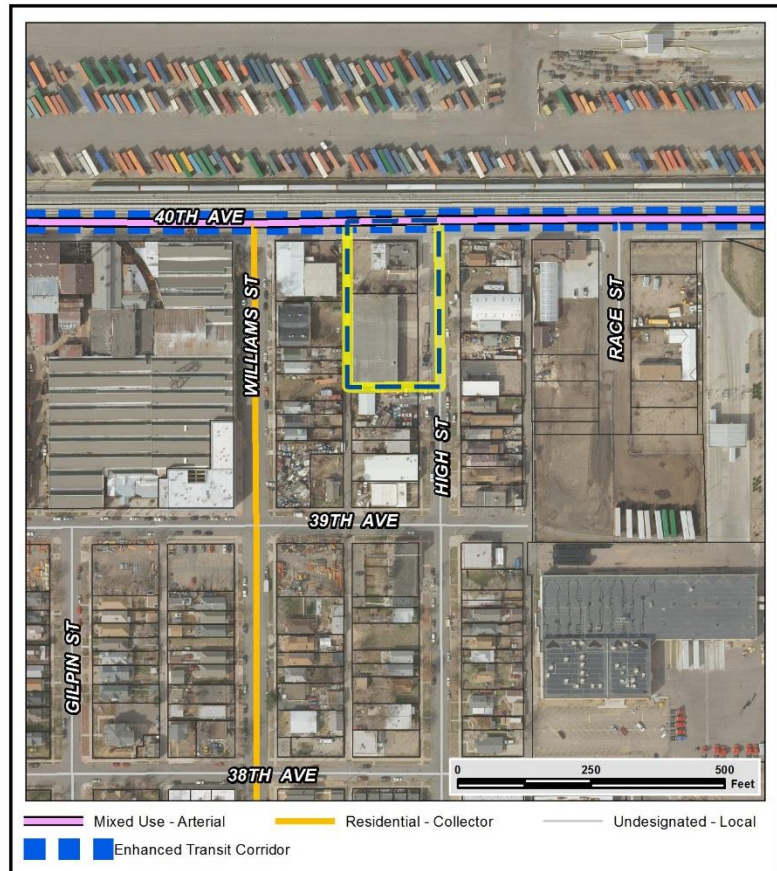 40TH AVE
WILLIAMS ST
RACE ST
HIGH ST
39TH AVE
GILPIN ST
38TH AVE
0 250 500
Feet
Mixed Use - Arterial Residential - Collector Undesignated - Local
Enhanced Transit Corridor